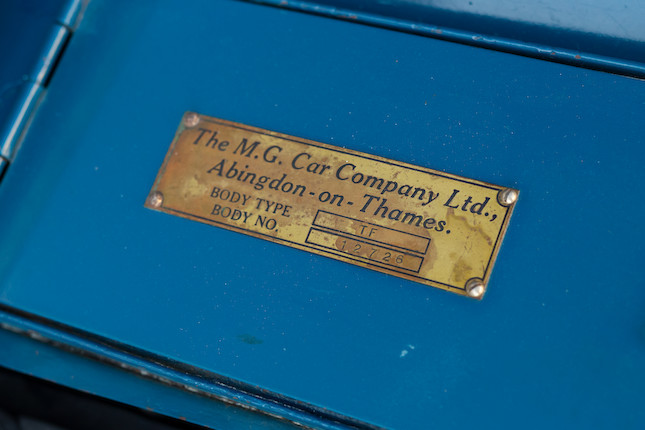 The M.G. Car Company Ltd.,
Abingdon-on-Thames.
BODY TYPE TF
BODY NO. 12726